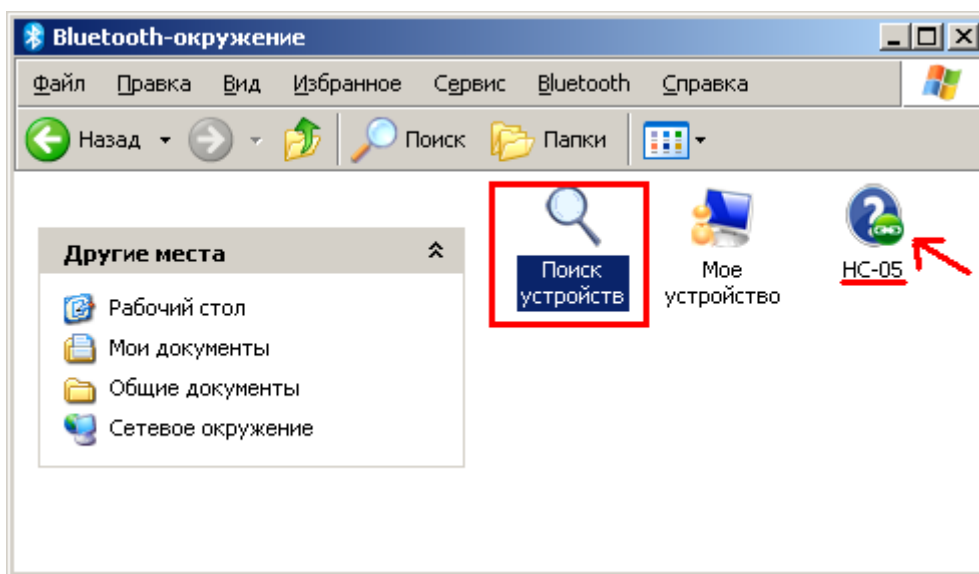 Bluetooth-окружение
Файл Правка Вид Избранное Сервис Bluetooth Справка
Назад Поиск Папки
Другие места
Рабочий стол
Мои документы
Общие документы
Сетевое окружение
Поиск
устройств
Мое
устройство
HC-05